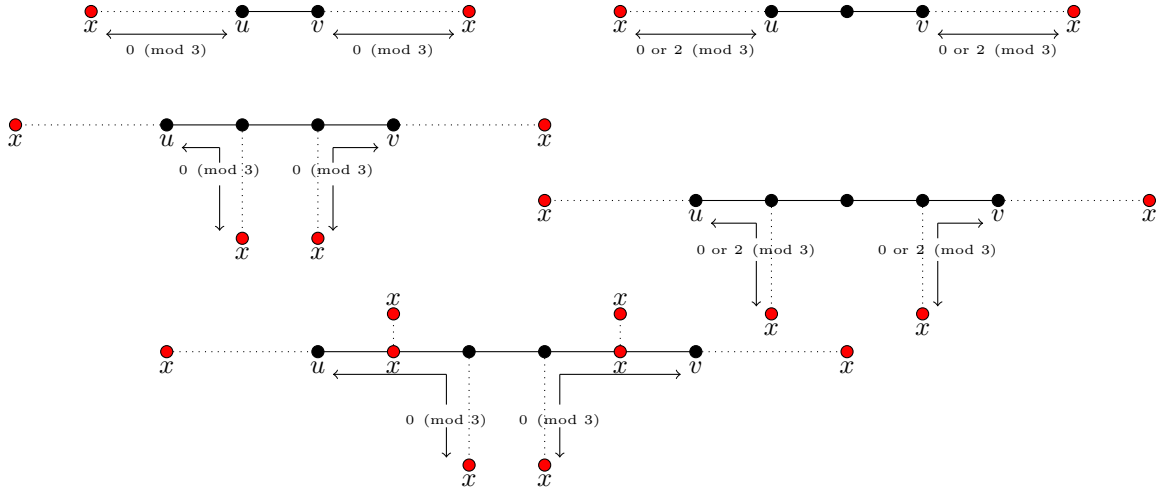 x u v x
0 (mod 3) 0 (mod 3)
x u v x
0 or 2 (mod 3) 0 or 2 (mod 3)
x u v x
0 (mod 3) 0 (mod 3)
x x
x u v x
0 or 2 (mod 3) 0 or 2 (mod 3)
x x
x x
x u x x v x
0 (mod 3) 0 (mod 3)
x x